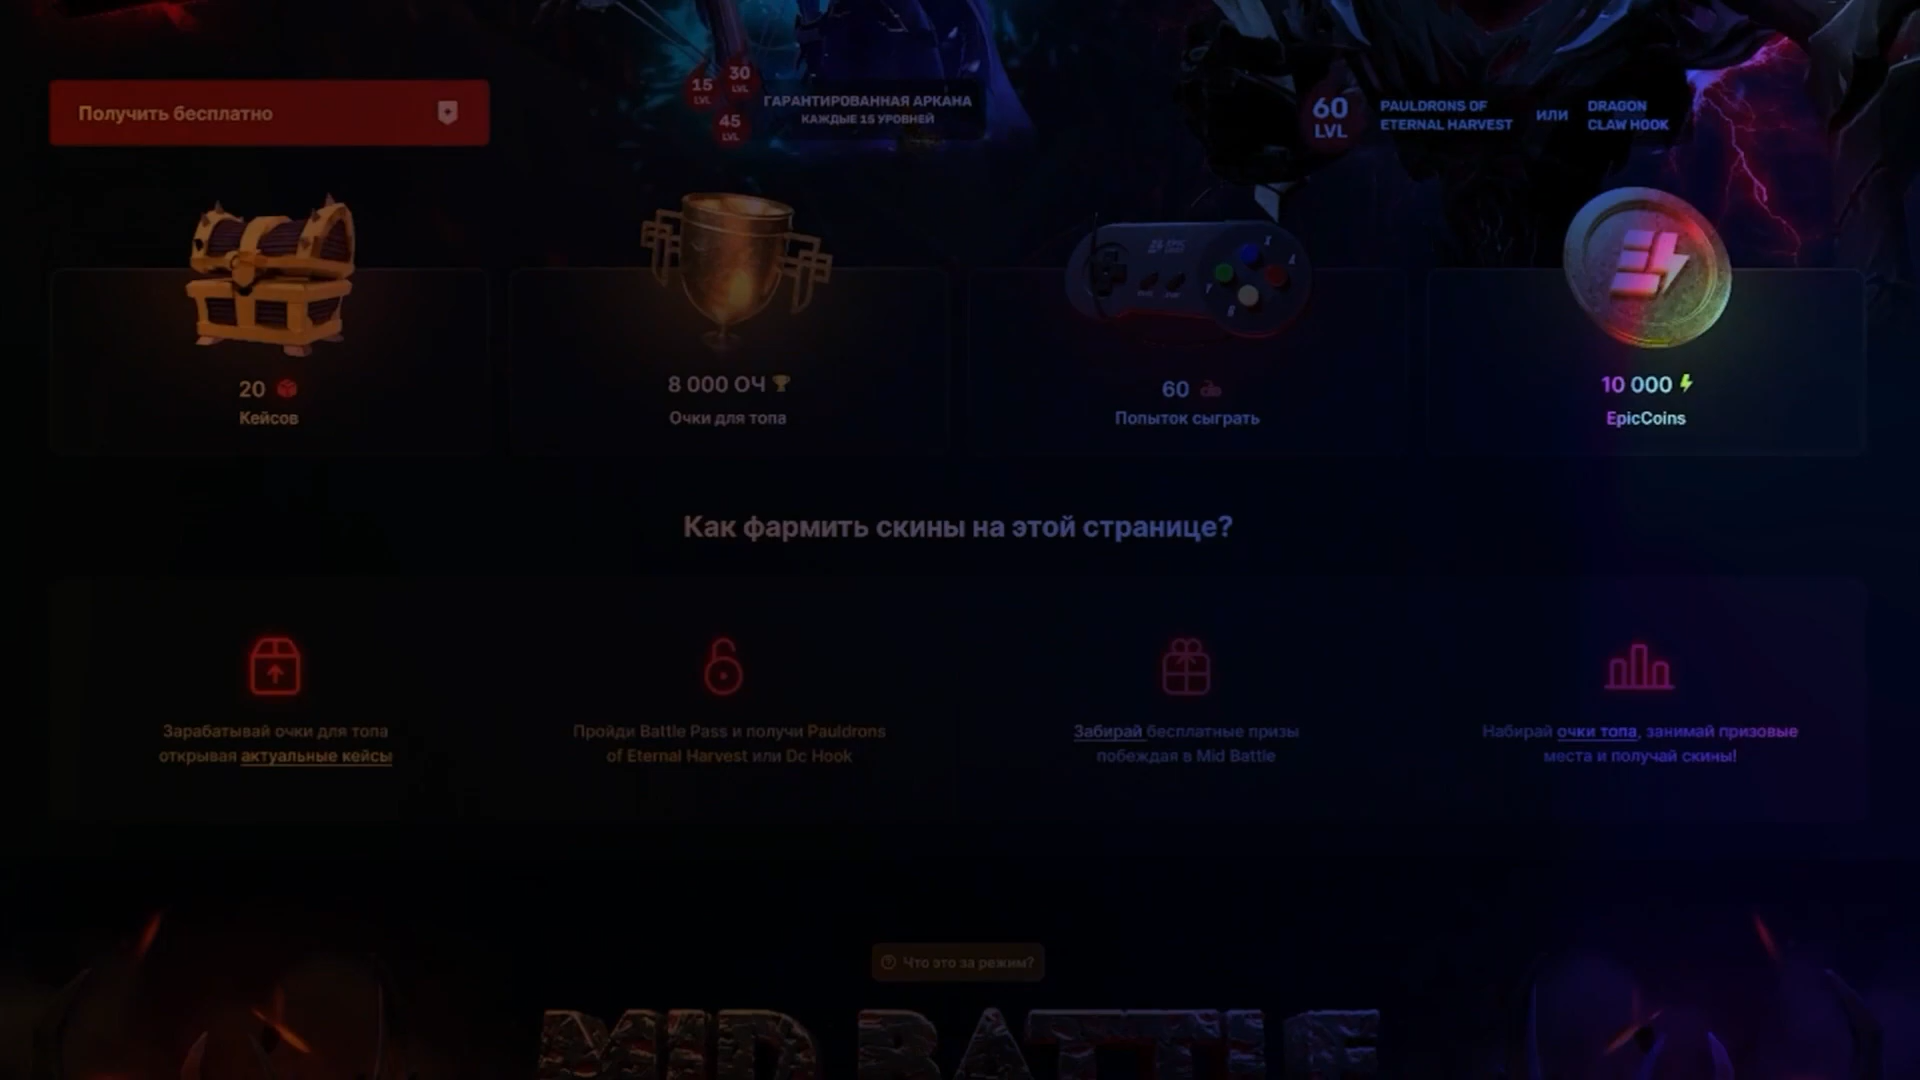 Получить бесплатно
15
LVL
30
LVL
45
LVL
ГАРАНТИРОВАННАЯ АРКАНА
КАЖДЫЕ 15 УРОВНЕЙ
60
LVL
PAULDRONS OF
ETERNAL HARVEST
ИЛИ
DRAGON
CLAW HOOK
20
Кейсов
8 000 ОЧ
Очки для топа
60
Попыток сыграть
10 000
EpicCoins
Как фармить скины на этой странице?
Зарабатывай очки для топа
открывая актуальные кейсы
Пройди Battle Pass и получи Pauldrons
of Eternal Harvest или Dc Hook
Забирай бесплатные призы
побеждая в Mid Battle
Набирай очки топа, занимай призовые
места и получай скины!
Что это за режим?
MID BATTLE